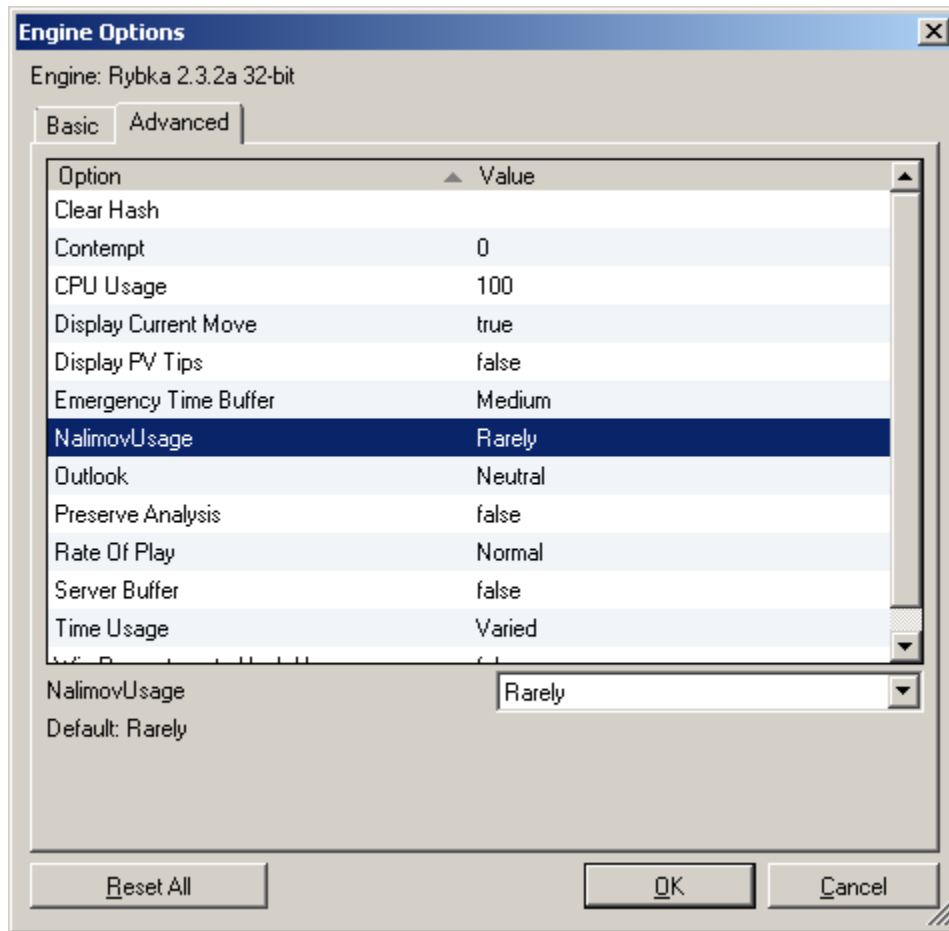 Engine Options
Engine: Rybka 2.3.2a 32-bit
Basic Advanced
Option Value
Clear Hash
Contempt 0
CPU Usage 100
Display Current Move true
Display PV Tips false
Emergency Time Buffer Medium
NalimovUsage Rarely
Outlook Neutral
Preserve Analysis false
Rate Of Play Normal
Server Buffer false
Time Usage Varied
NalimovUsage Rarely
Default: Rarely
Reset All OK Cancel